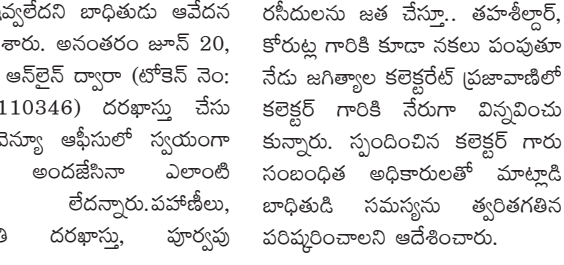 వ్వలేదని బాధితుడు ఆవేదన
శారు. అనంతరం జూన్ 20,
ఆన్‌లైన్ ద్వారా (టోకెన్ నెం:
110346) దరఖాస్తు చేసు
వెన్యూ ఆఫీసులో స్వయంగా
అందజేసినా ఎలాంటి
లేదన్నారు.పహాణీలు,
తి దరఖాస్తు, పూర్వపు
రసీదులను జత చేస్తూ.. తహశీల్దార్,
కోరుట్ల గారికి కూడా నకలు పంపుతూ
నేడు జగిత్యాల కలెక్టరేట్ ప్రజావాణిలో
కలెక్టర్ గారికి నేరుగా విన్నవించు
కున్నారు. స్పందించిన కలెక్టర్ గారు
సంబంధిత అధికారులతో మాట్లాడి
బాధితుడి సమస్యను త్వరితగతిన
పరిష్కరించాలని ఆదేశించారు.